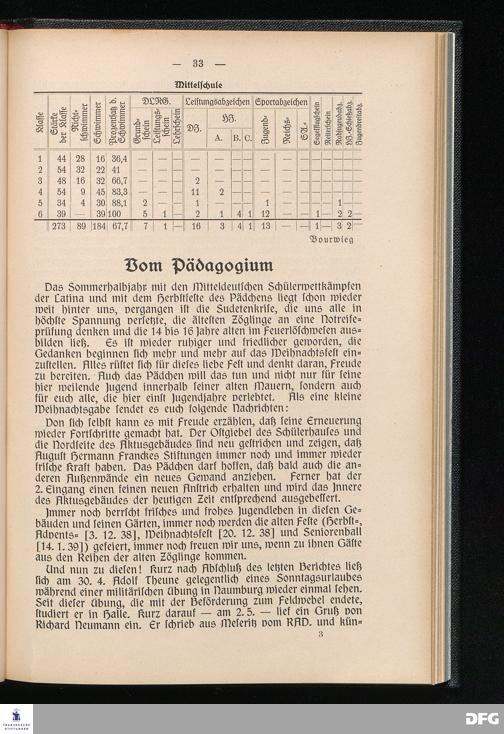 — 33 —
Mittelschule
Klasse | Stärke der Klasse | Nicht-schwimmer | Schwimmer | Prozentsatz d. Schwimmer | DLRG. | Leistungsabzeichen | Sportabzeichen
Grund-schein | Leistungs-schein | Lehrschein | DJ. | HJ. | A. | B. | C. | Jugend- | Reichs- | SA.-
1 44 28 16 36,4 — — — — — — — — — —
2 54 32 22 41 — — — — — — — — — —
3 48 16 32 66,7 — — — 2 — — — — — —
4 54 9 45 83,3 — — — 11 2 — — — — —
5 34 4 30 88,1 2 — — 1 — — — 1 — — — — 1 — —
6 39 — 39 100 5 1 — 2 1 4 1 12 — — 1 — 2 2 —
273 89 184 67,7 7 1 — 16 3 4 1 13 — — 1 — 3 2 —
Bourwieg
Vom Pädagogium
Das Sommerhalbjahr mit den Mitteldeutschen Schülerwettkämpfen
der Latina und mit dem Herbstfeste des Pädchens liegt schon wieder
weit hinter uns, vergangen ist die Sudetenkrise, die uns alle in
höchste Spannung versetzte, die ältesten Zöglinge an eine Notreife-
prüfung denken und die 14 bis 16 Jahre alten im Feuerlöschwesen aus-
bilden ließ. Es ist wieder ruhiger und friedlicher geworden, die
Gedanken beginnen sich mehr und mehr auf das Weihnachtsfest ein-
zustellen. Alles rüstet sich für dieses liebe Fest und denkt daran, Freude
zu bereiten. Auch das Pädchen will das tun und nicht nur für seine
hier weilende Jugend innerhalb seiner alten Mauern, sondern auch
für euch alle, die hier einst Jugendjahre verlebtet. Als eine kleine
Weihnachtsgabe sendet es euch folgende Nachrichten:
Von sich selbst kann es mit Freude erzählen, daß seine Erneuerung
wieder Fortschritte gemacht hat. Der Ostgiebel des Schülerhauses und
die Nordseite des Aktusgebäudes sind neu gestrichen und zeigen, daß
August Hermann Franckes Stiftungen immer noch und immer wieder
frische Kraft haben. Das Pädchen darf hoffen, daß bald auch die an-
deren Außenwände ein neues Gewand anziehen. Ferner hat der
2. Eingang einen feinen neuen Anstrich erhalten und wird das Innere
des Aktusgebäudes der heutigen Zeit entsprechend ausgebessert.
Immer noch herrscht frisches und frohes Jugendleben in diesen Ge-
bäuden und seinen Gärten, immer noch werden die alten Feste (Herbst-,
Advents- [3. 12. 38], Weihnachtsfest [20. 12. 38] und Seniorenball
[14. 1. 39]) gefeiert, immer noch freuen wir uns, wenn zu ihnen Gäste
aus den Reihen der alten Zöglinge kommen.
Und nun zu diesen! Kurz nach Abschluß des letzten Berichtes ließ
sich am 30. 4. Adolf Theune gelegentlich eines Sonntagsurlaubes
während einer militärischen Übung in Naumburg wieder einmal sehen.
Seit dieser Übung, die mit der Beförderung zum Feldwebel endete,
studiert er in Halle. Kurz darauf — am 2. 5. — lief ein Gruß von
Richard Neumann ein. Er schrieb aus Meseritz vom RAD. und kün-
3
FRANCKESCHE STIFTUNGEN
DFG